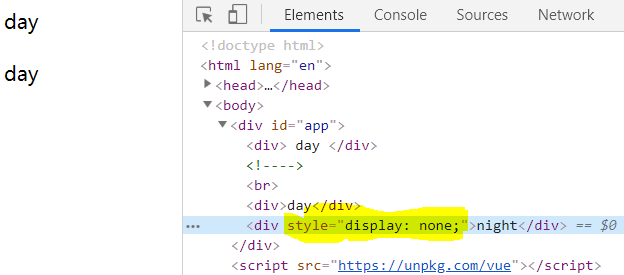 day
day
Elements Console Sources Network
<!doctype html>
<html lang="en">
<head>…</head>
<body>
<div id="app">
<div> day </div>
<!---->
<br>
<div>day</div>
… <div style="display: none;">night</div> == $0
</div>
<script src="https://unpkg.com/vue"></script>